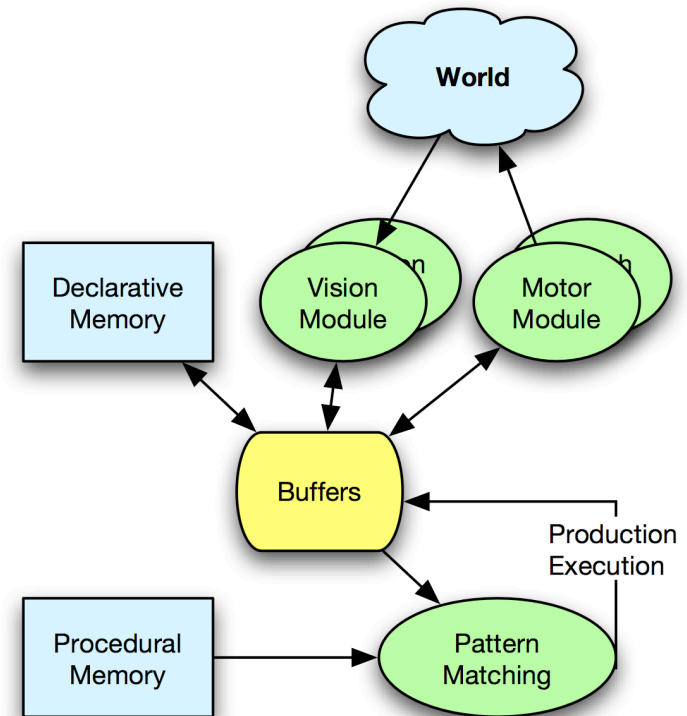 World
Declarative
Memory
Vision
Module
Motor
Module
Buffers
Production
Execution
Procedural
Memory
Pattern
Matching